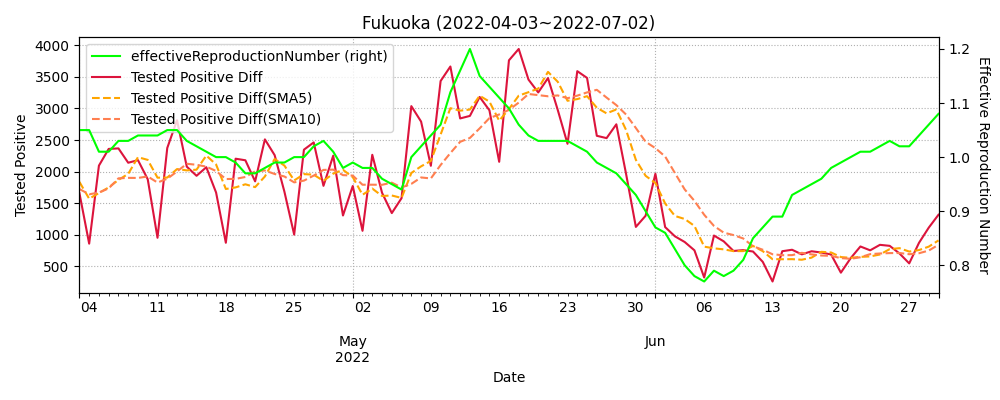 Fukuoka (2022-04-03~2022-07-02)
effectiveReproductionNumber (right)
Tested Positive Diff
Tested Positive Diff(SMA5)
Tested Positive Diff(SMA10)
Tested Positive
4000
3500
3000
2500
2000
1500
1000
500
Effective Reproduction Number
1.2
1.1
1.0
0.9
0.8
04 11 18 25 02 09 16 23 30 06 13 20 27
May Jun
2022
Date